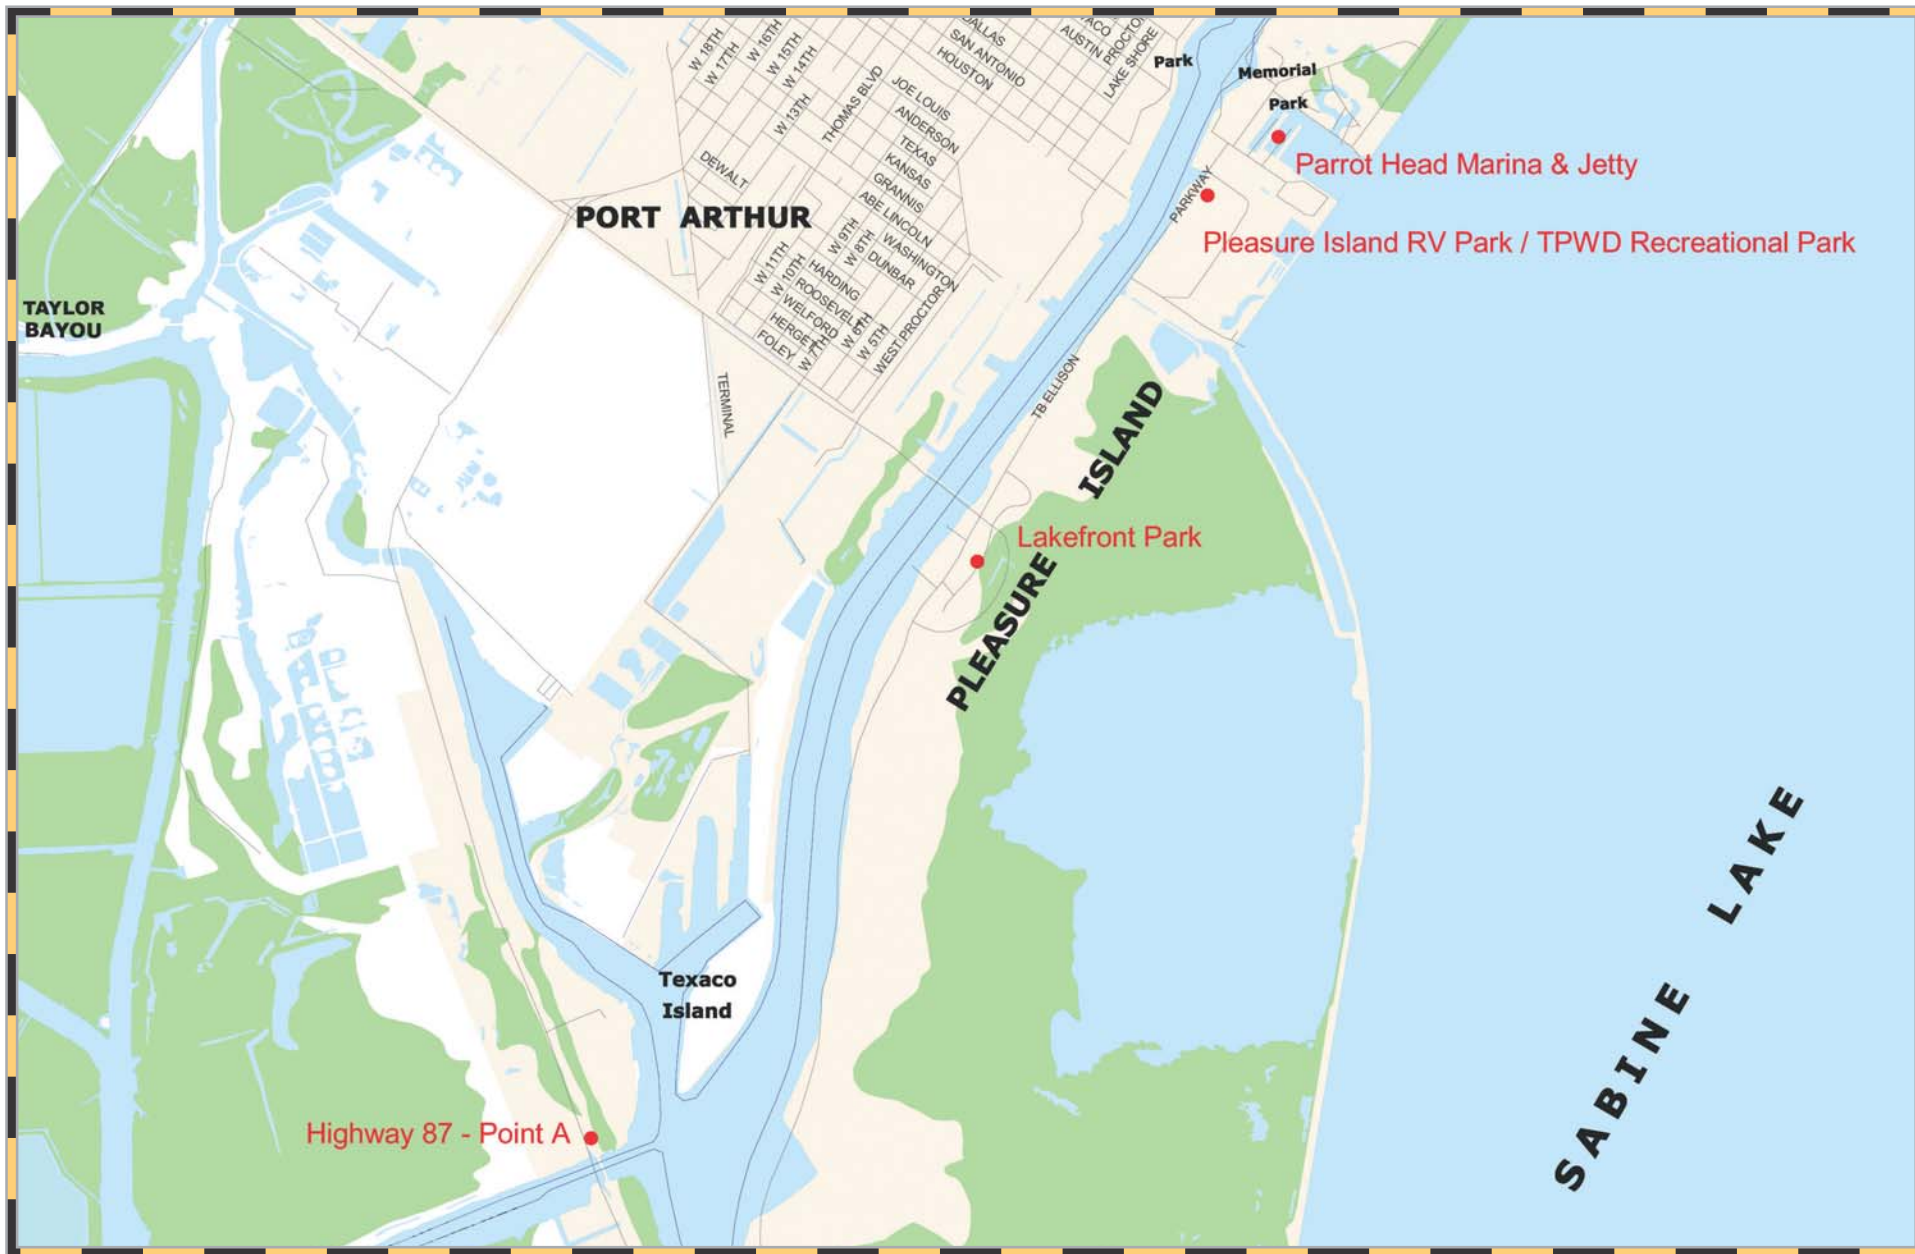 DALLAS
SAN ANTONIO
HOUSTON
AUSTIN
LAKE SHORE
Park
Memorial
Park
W 18TH
W 17TH
W 16TH
W 15TH
W 14TH
W 13TH
THOMAS BLVD
JOE LOUIS
ANDERSON
TEXAS
KANSAS
GRANNIS
ABE LINCOLN
WASHINGTON
DUNBAR
DEWALT
Parrot Head Marina & Jetty
PARKWAY
PORT ARTHUR
Pleasure Island RV Park / TPWD Recreational Park
W 11TH
W 10TH
W 9TH
W 8TH
HARDING
ROOSEVELT
WELFORD
HERGET
FOLEY
W 7TH
W 6TH
W 5TH
WEST PROCTOR
TAYLOR
BAYOU
TERMINAL
TB ELLISON
PLEASURE ISLAND
Lakefront Park
SABINE LAKE
Texaco
Island
Highway 87 - Point A